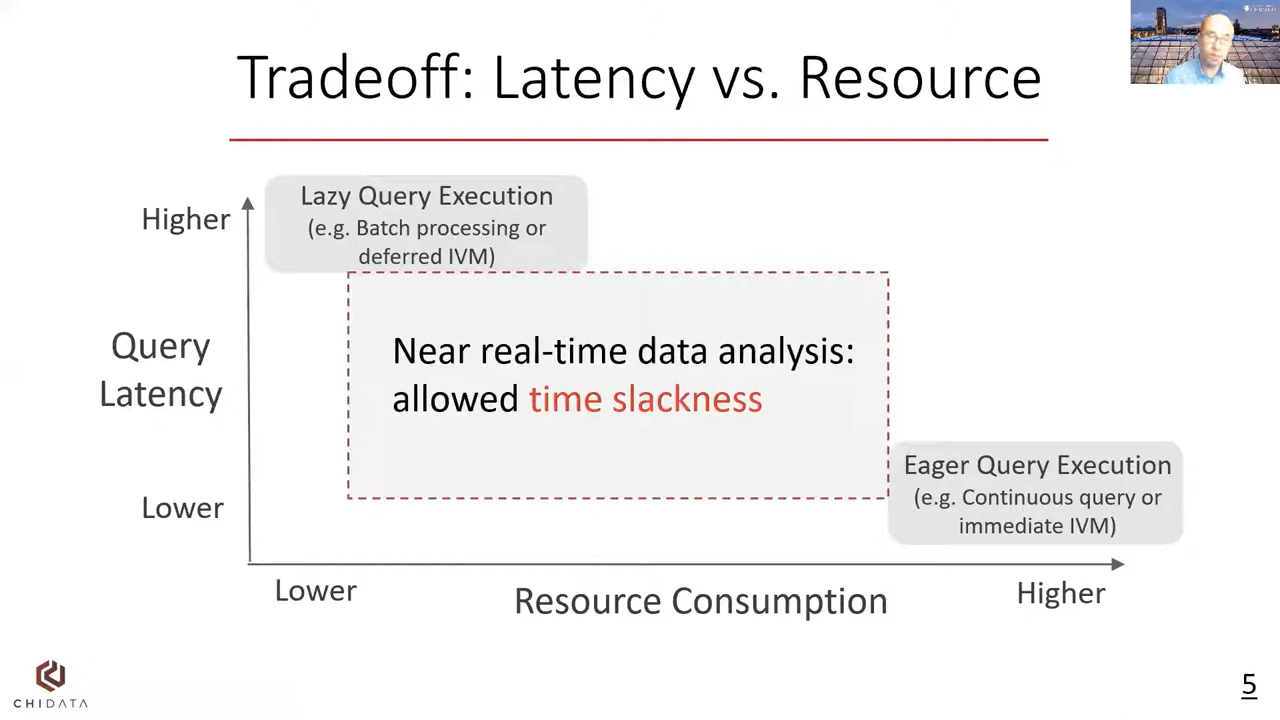 Tradeoff: Latency vs. Resource
Higher
Lazy Query Execution
(e.g. Batch processing or
deferred IVM)
Query
Latency
Near real-time data analysis:
allowed time slackness
Lower
Eager Query Execution
(e.g. Continuous query or
immediate IVM)
Lower
Resource Consumption
Higher
CHIDATA
5